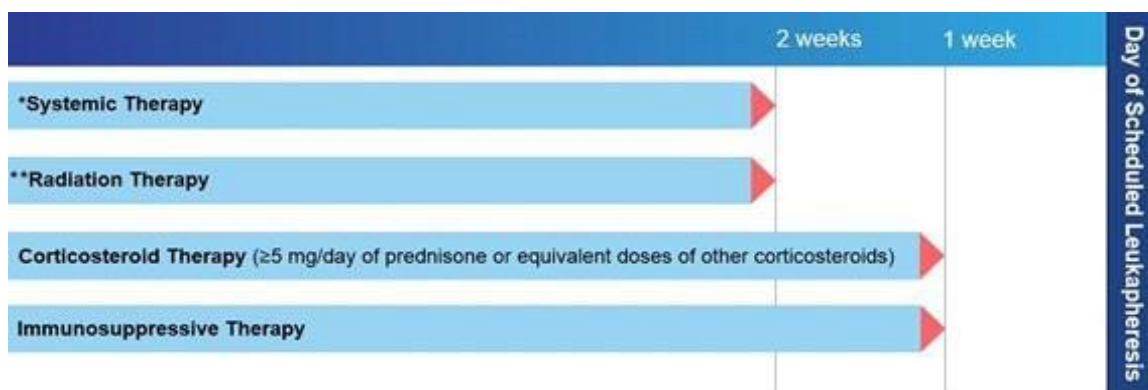 2 weeks
1 week
Day of Scheduled Leukapheresis
*Systemic Therapy
**Radiation Therapy
Corticosteroid Therapy (≥5 mg/day of prednisone or equivalent doses of other corticosteroids)
Immunosuppressive Therapy